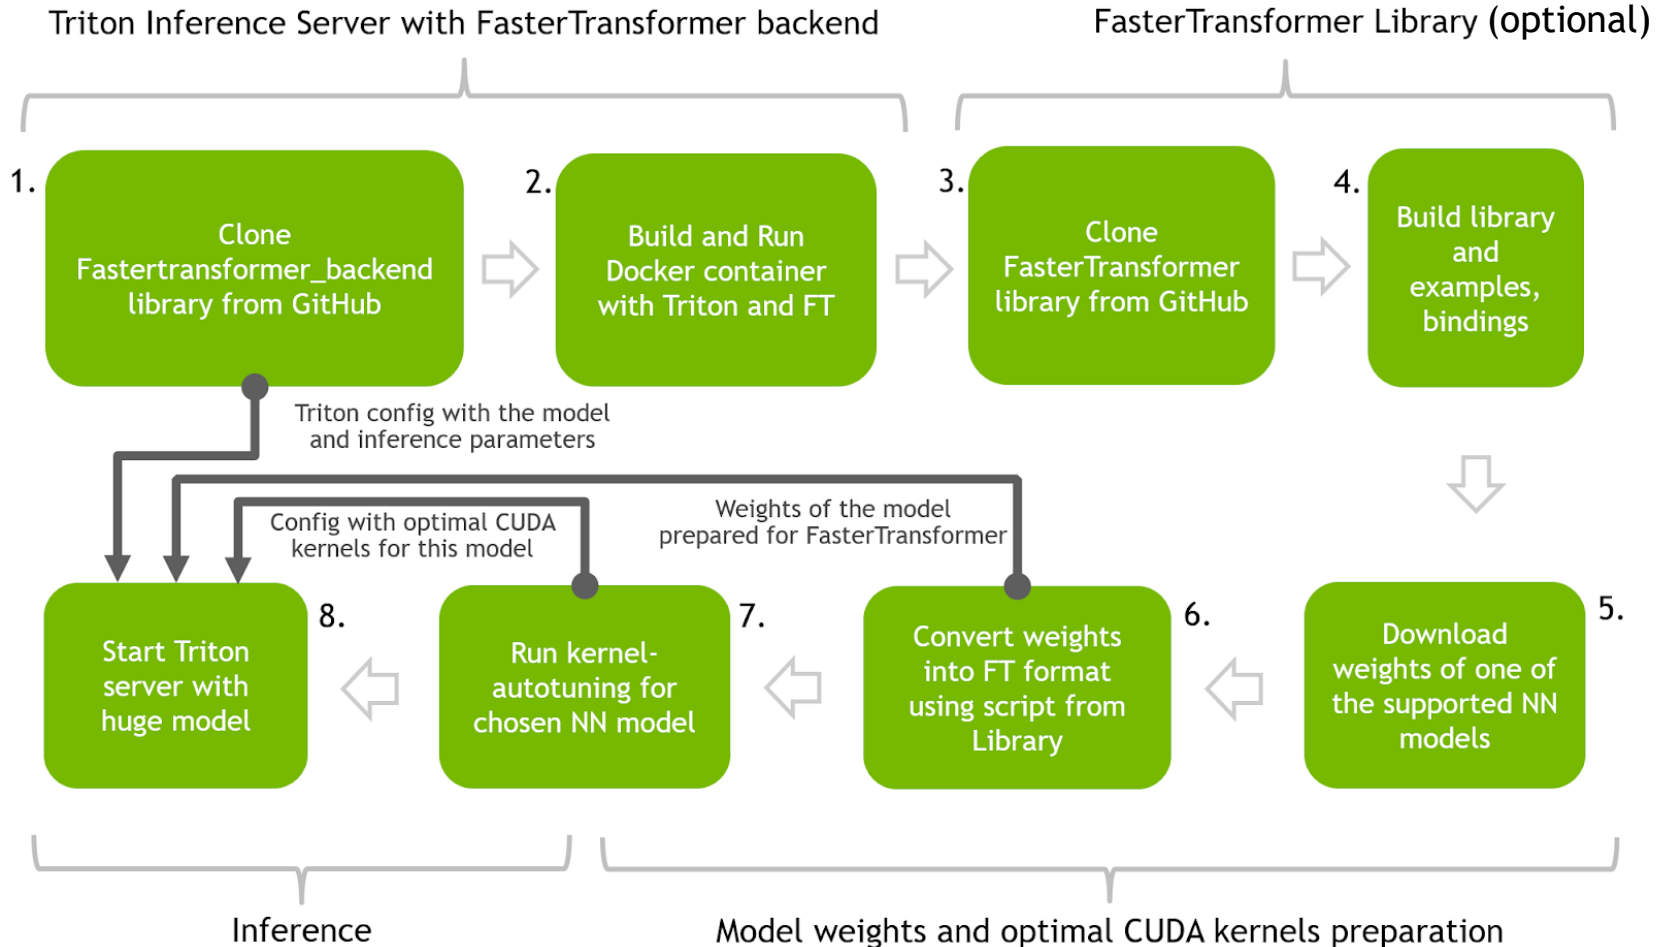 Triton Inference Server with FasterTransformer backend
FasterTransformer Library (optional)
1.
Clone
Fastertransformer_backend
library from GitHub
2.
Build and Run
Docker container
with Triton and FT
3.
Clone
FasterTransformer
library from GitHub
4.
Build library
and
examples,
bindings
Triton config with the model
and inference parameters
Config with optimal CUDA
kernels for this model
Weights of the model
prepared for FasterTransformer
5.
Download
weights of one of
the supported NN
models
6.
Convert weights
into FT format
using script from
Library
7.
Run kernel-
autotuning for
chosen NN model
8.
Start Triton
server with
huge model
Inference
Model weights and optimal CUDA kernels preparation